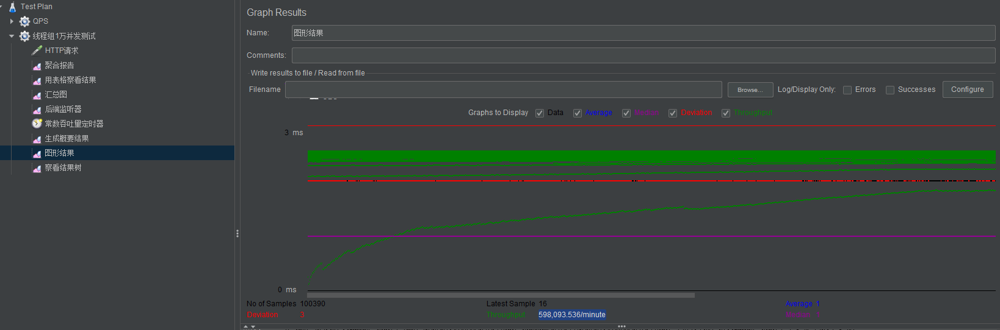 Test Plan
QPS
线程组1万并发测试
HTTP请求
聚合报告
用表格察看结果
汇总图
后端监听器
常数吞吐量定时器
生成概要结果
图形结果
察看结果树
Graph Results
Name: 图形结果
Comments:
Write results to file / Read from file
Filename Browse... Log/Display Only: Errors Successes Configure
Graphs to Display Data Average Median Deviation Throughput
3 ms
0 ms
No of Samples 100390 Latest Sample 16 Average 1
Deviation 3 Throughput 598,093.536/minute Median 1